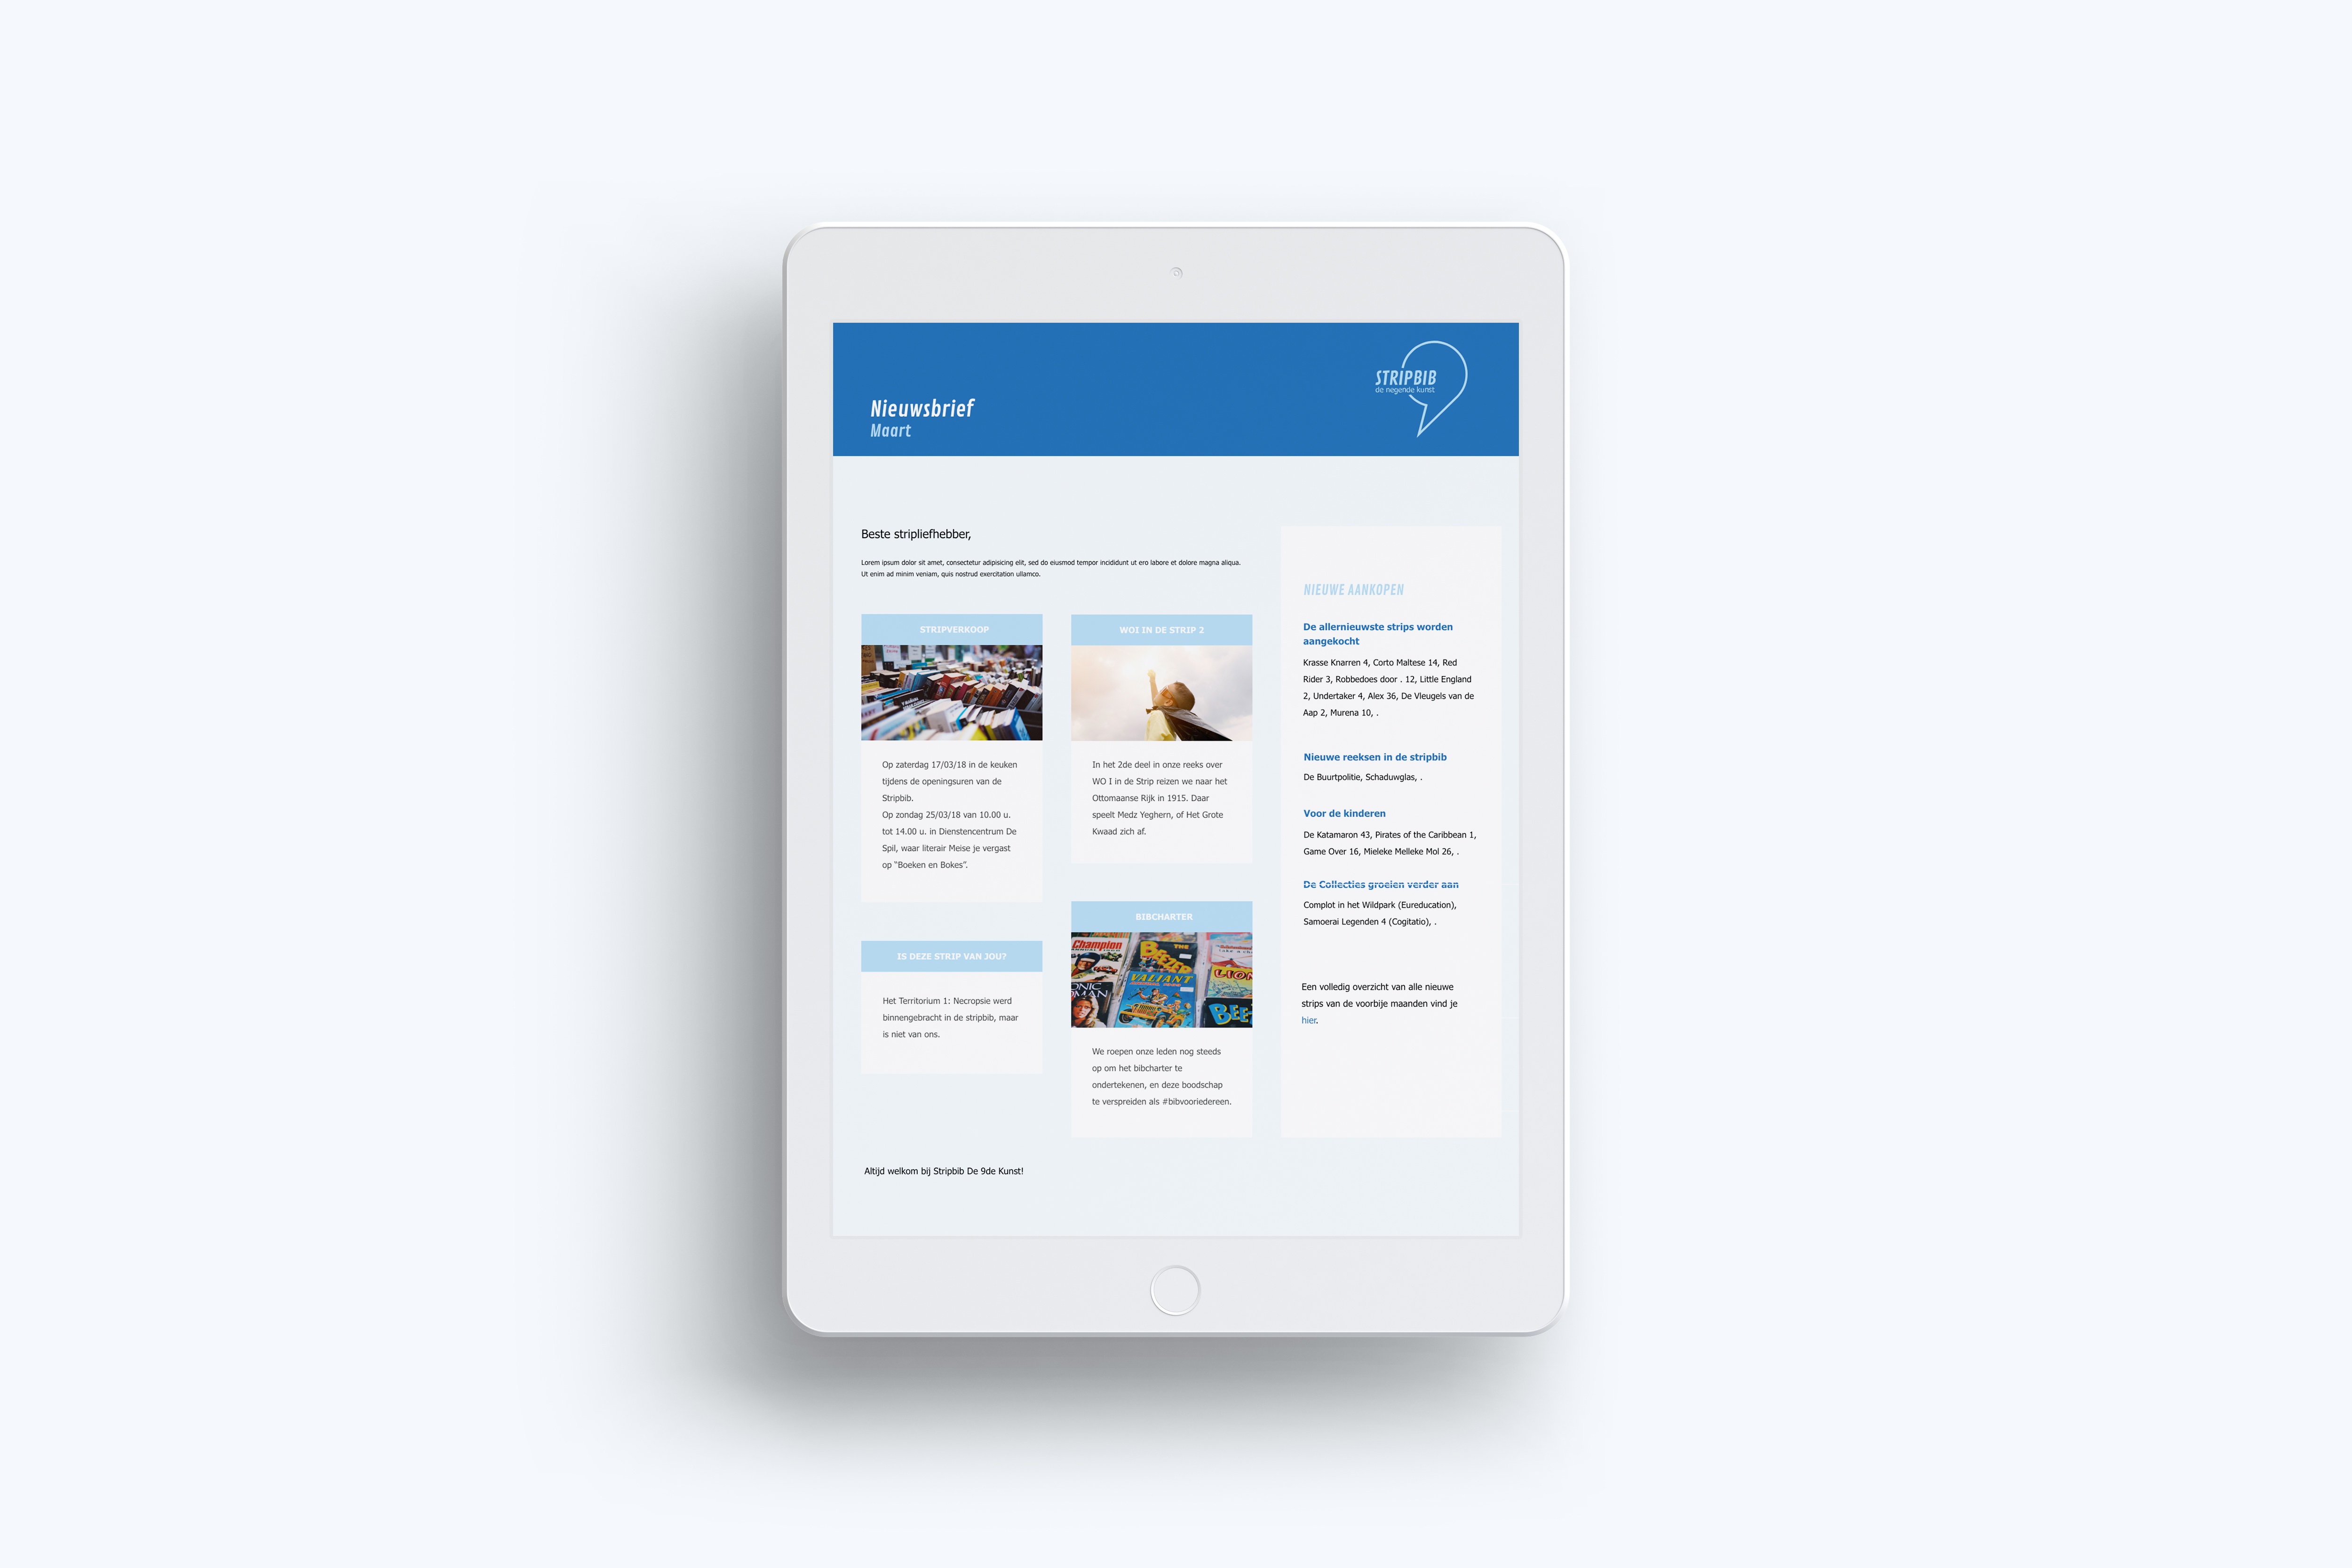 STRIPBIB
de negende kunst
Nieuwsbrief
Maart
Beste stripliefhebber,
Lorem ipsum dolor sit amet, consectetur adipisicing elit, sed do eiusmod tempor incididunt ut ero labore et dolore magna aliqua.
Ut enim ad minim veniam, quis nostrud exercitation ullamco.
STRIPVERKOOP
Op zaterdag 17/03/18 in de keuken
tijdens de openingsuren van de
Stripbib.
Op zondag 25/03/18 van 10.00 u.
tot 14.00 u. in Dienstencentrum De
Spil, waar literair Meise je vergast
op "Boeken en Bokes".
IS DEZE STRIP VAN JOU?
Het Territorium 1: Necropsie werd
binnengebracht in de stripbib, maar
is niet van ons.
WOI IN DE STRIP 2
In het 2de deel in onze reeks over
WO I in de Strip reizen we naar het
Ottomaanse Rijk in 1915. Daar
speelt Medz Yeghern, of Het Grote
Kwaad zich af.
BIBCHARTER
Champion
THE
BEEZER
VALIANT
LION
BEEZ
We roepen onze leden nog steeds
op om het bibcharter te
ondertekenen, en deze boodschap
te verspreiden als #bibvooriedereen.
NIEUWE AANKOPEN
De allernieuwste strips worden
aangekocht
Krasse Knarren 4, Corto Maltese 14, Red
Rider 3, Robbedoes door . 12, Little England
2, Undertaker 4, Alex 36, De Vleugels van de
Aap 2, Murena 10, .
Nieuwe reeksen in de stripbib
De Buurtpolitie, Schaduwglas, .
Voor de kinderen
De Katamaron 43, Pirates of the Caribbean 1,
Game Over 16, Mieleke Melleke Mol 26, .
De Collecties groeien verder aan
Complot in het Wildpark (Eureducation),
Samoerai Legenden 4 (Cogitatio), .
Een volledig overzicht van alle nieuwe
strips van de voorbije maanden vind je
hier.
Altijd welkom bij Stripbib De 9de Kunst!